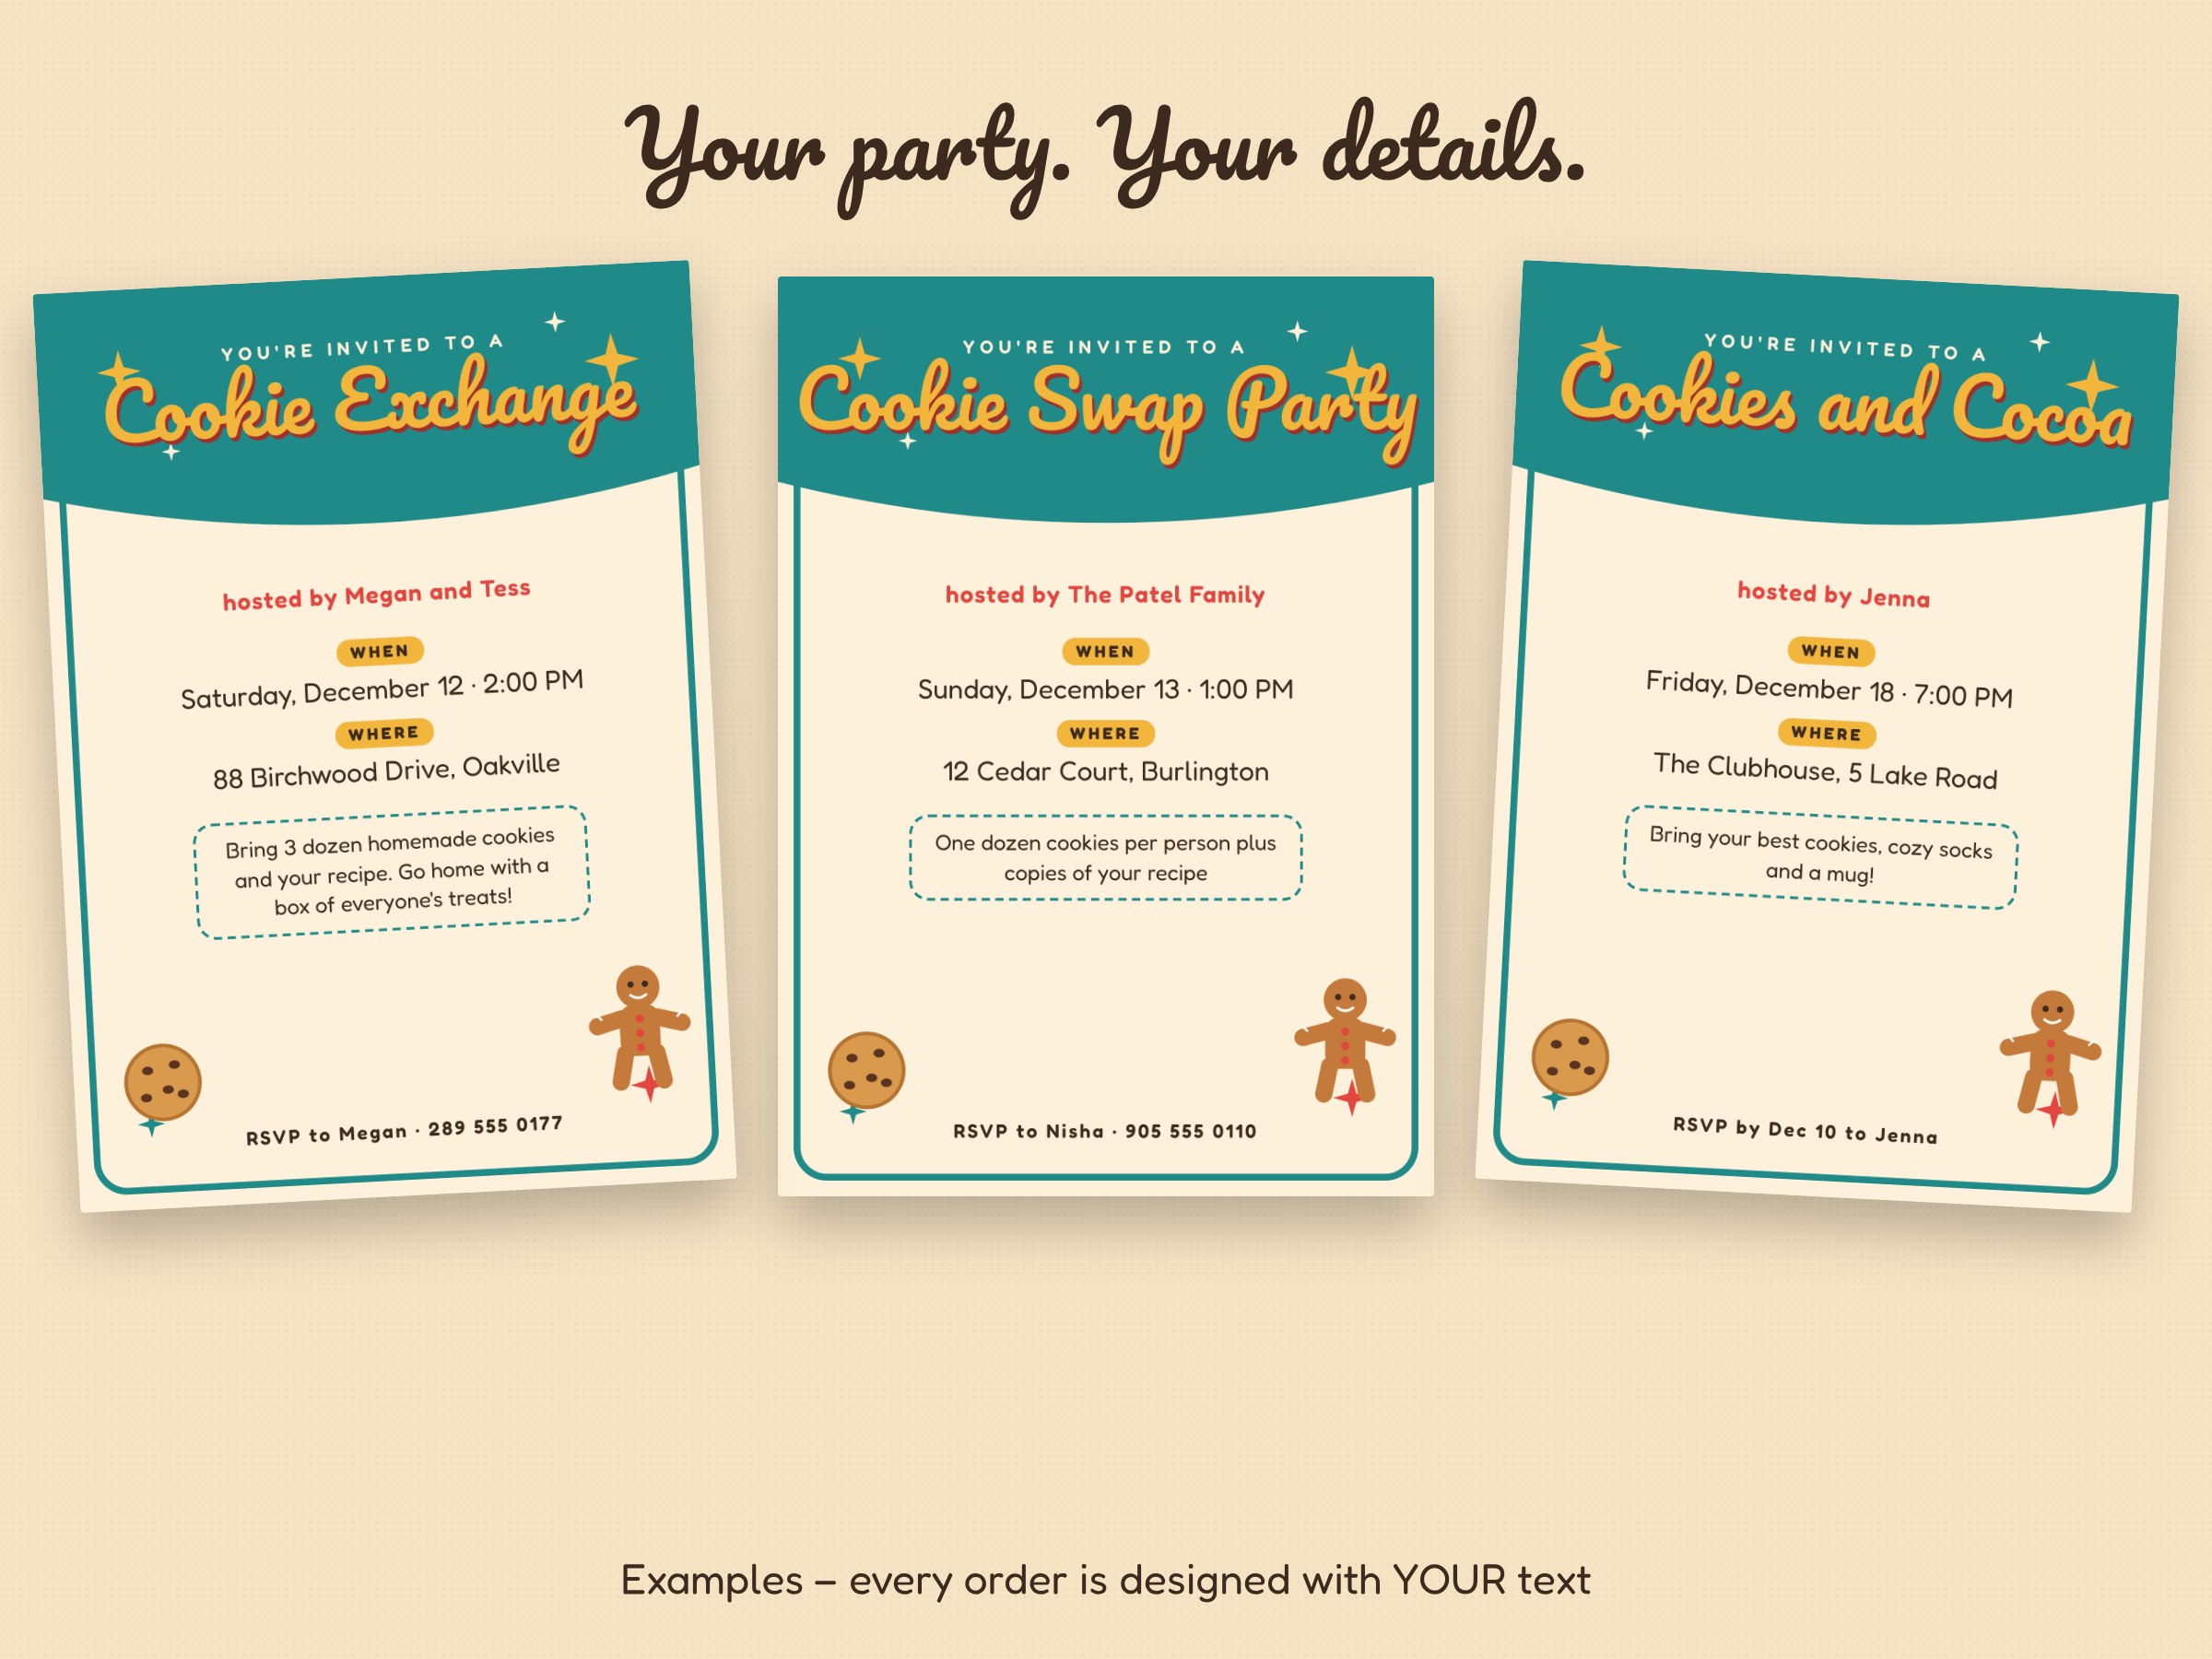 Your party. Your details.
YOU'RE INVITED TO A
Cookie Exchange
hosted by Megan and Tess
WHEN
Saturday, December 12 · 2:00 PM
WHERE
88 Birchwood Drive, Oakville
Bring 3 dozen homemade cookies
and your recipe. Go home with a
box of everyone's treats!
RSVP to Megan · 289 555 0177
YOU'RE INVITED TO A
Cookie Swap Party
hosted by The Patel Family
WHEN
Sunday, December 13 · 1:00 PM
WHERE
12 Cedar Court, Burlington
One dozen cookies per person plus
copies of your recipe
RSVP to Nisha · 905 555 0110
YOU'RE INVITED TO A
Cookies and Cocoa
hosted by Jenna
WHEN
Friday, December 18 · 7:00 PM
WHERE
The Clubhouse, 5 Lake Road
Bring your best cookies, cozy socks
and a mug!
RSVP by Dec 10 to Jenna
Examples – every order is designed with YOUR text